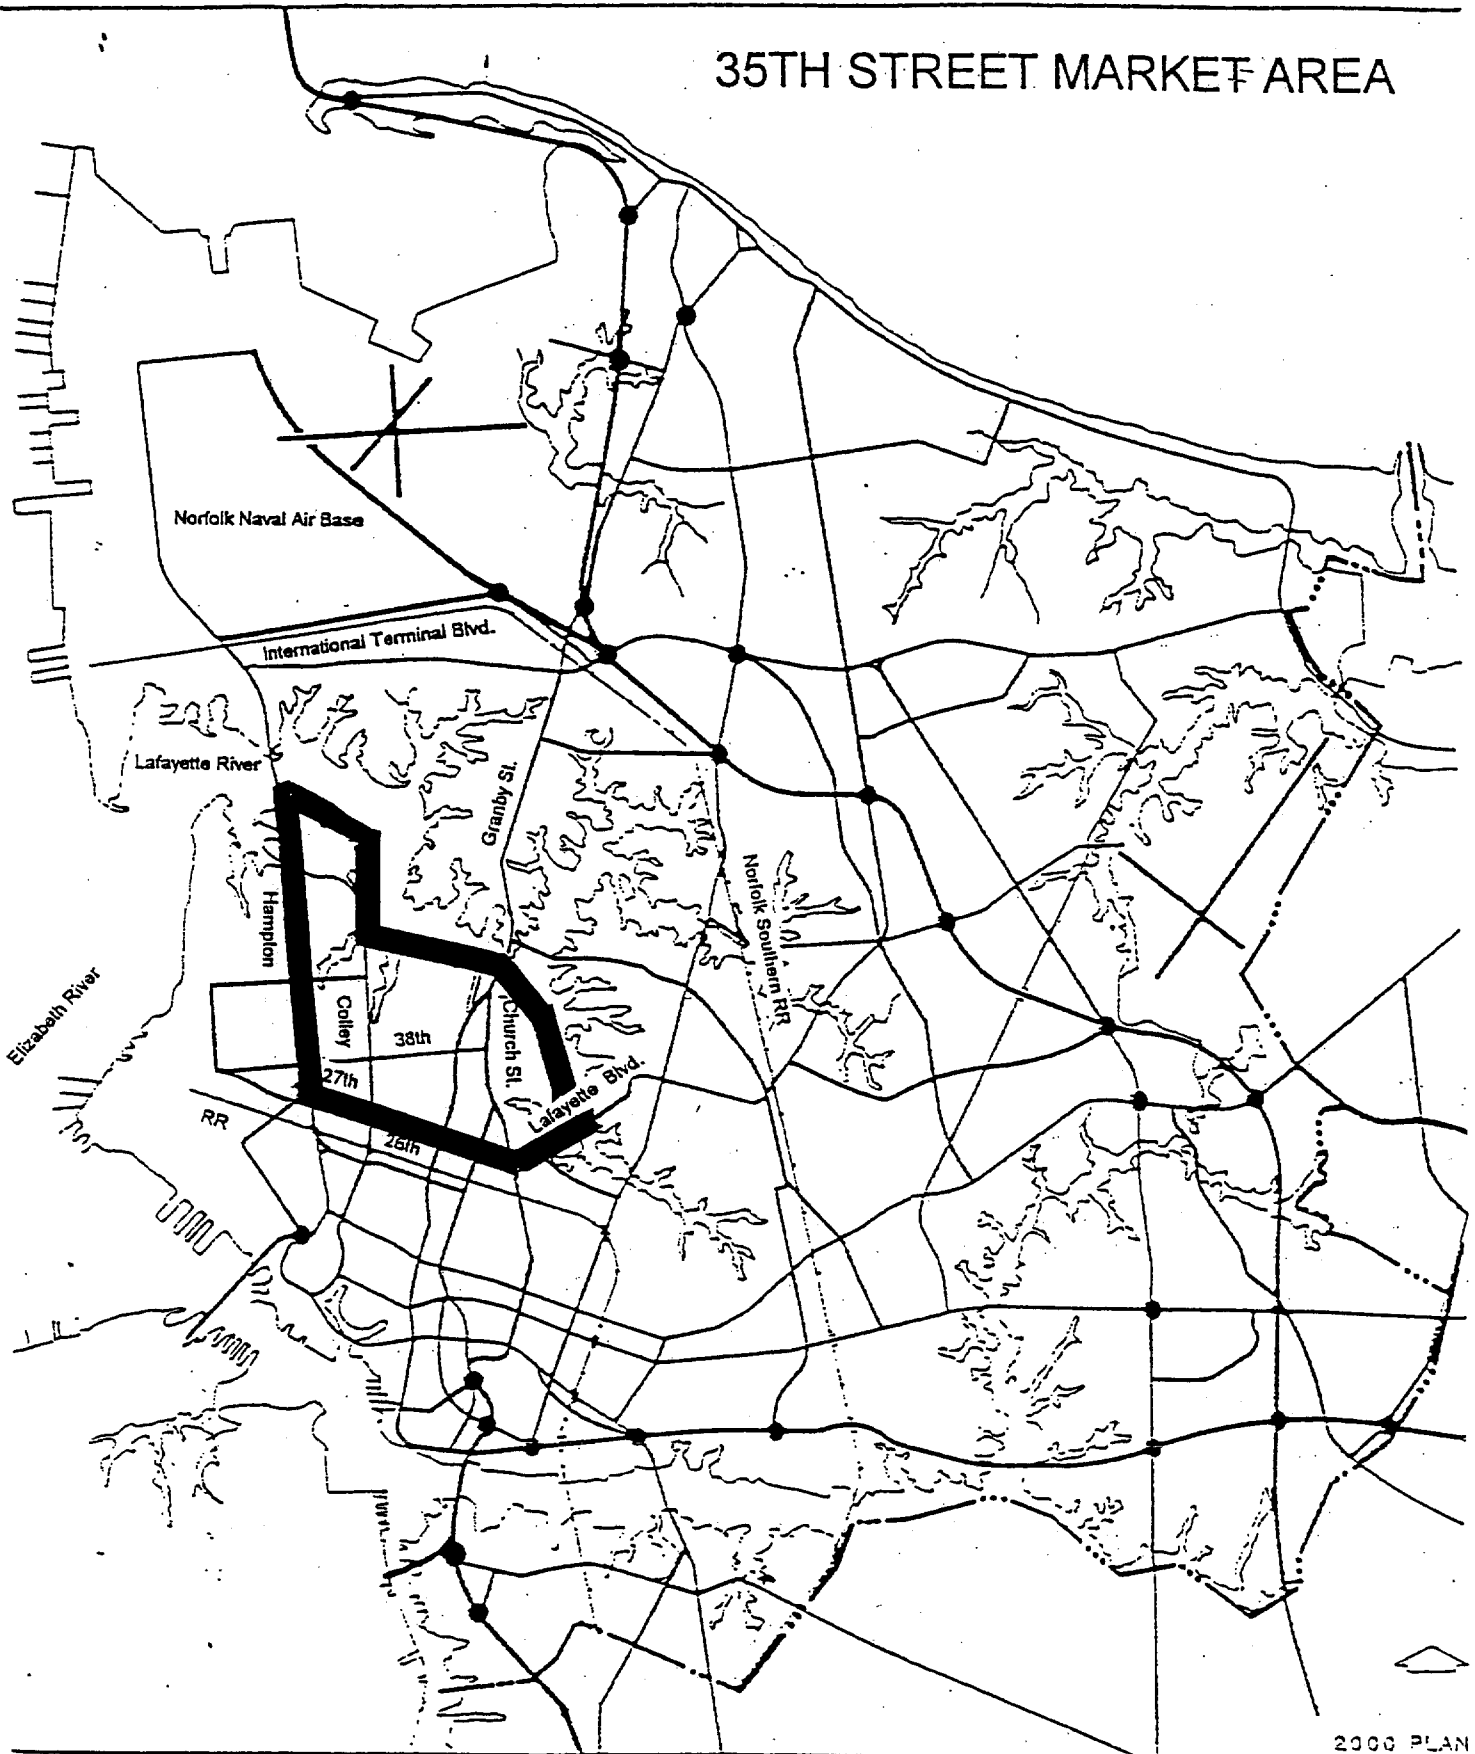 35TH STREET MARKET AREA
Norfolk Naval Air Base
International Terminal Blvd.
Lafayette River
Granby St.
Norfolk Southern RR
Hampton
Elizabeth River
Colley
Church St.
38th
27th
Lafayette Blvd.
RR
26th
2000 PLAN